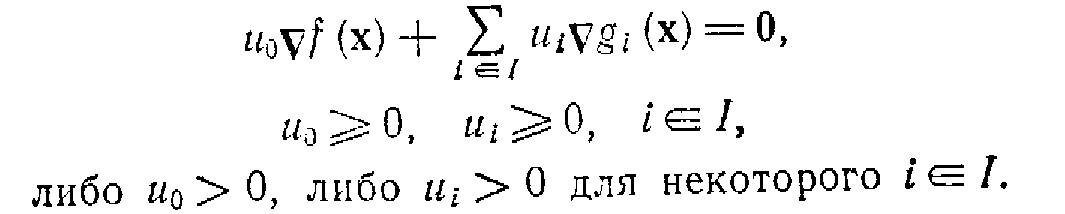 u₀∇f (x) + ∑ uᵢ∇gᵢ (x) = 0,
i ∈ I
u₀ ⩾ 0, uᵢ ⩾ 0, i ∈ I,
либо u₀ > 0, либо uᵢ > 0 для некоторого i ∈ I.